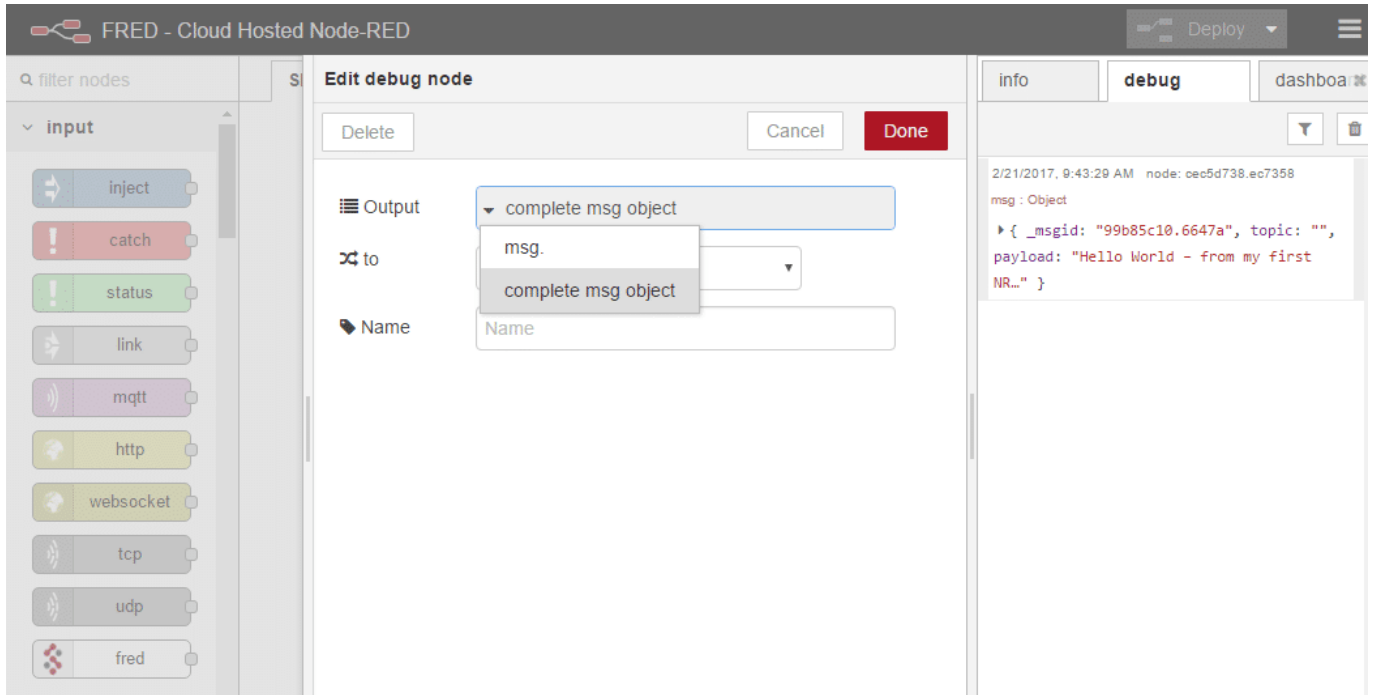 FRED - Cloud Hosted Node-RED
Deploy
filter nodes
input
inject
catch
status
link
mqtt
http
websocket
tcp
udp
fred
Edit debug node
Delete
Cancel
Done
Output
complete msg object
msg.
complete msg object
to
Name
Name
info
debug
dashboar
2/21/2017, 9:43:29 AM node: cec5d738.ec7358
msg : Object
{ _msgid: "99b85c10.6647a", topic: "",
payload: "Hello World – from my first
NR…" }